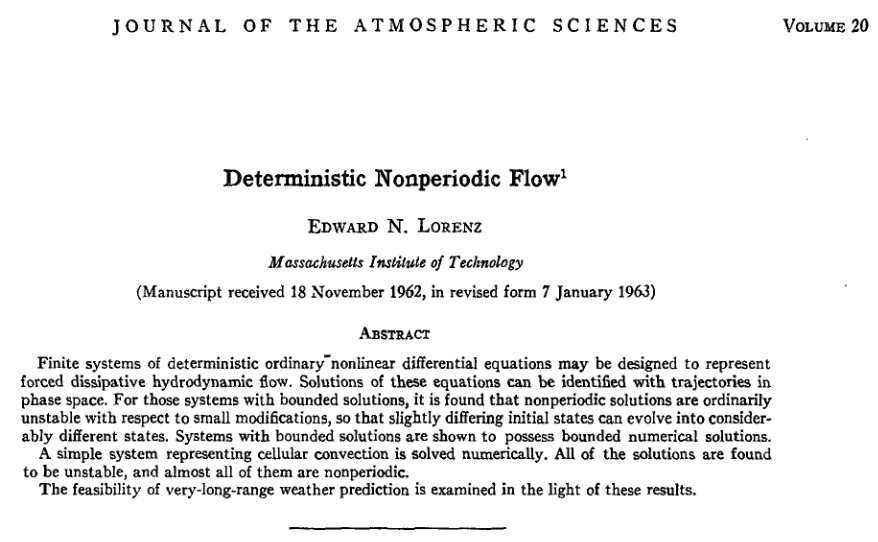 JOURNAL OF THE ATMOSPHERIC SCIENCES VOLUME 20
Deterministic Nonperiodic Flow¹
EDWARD N. LORENZ
Massachusetts Institute of Technology
(Manuscript received 18 November 1962, in revised form 7 January 1963)
ABSTRACT
Finite systems of deterministic ordinary nonlinear differential equations may be designed to represent
forced dissipative hydrodynamic flow. Solutions of these equations can be identified with trajectories in
phase space. For those systems with bounded solutions, it is found that nonperiodic solutions are ordinarily
unstable with respect to small modifications, so that slightly differing initial states can evolve into consider-
ably different states. Systems with bounded solutions are shown to possess bounded numerical solutions.
A simple system representing cellular convection is solved numerically. All of the solutions are found
to be unstable, and almost all of them are nonperiodic.
The feasibility of very-long-range weather prediction is examined in the light of these results.